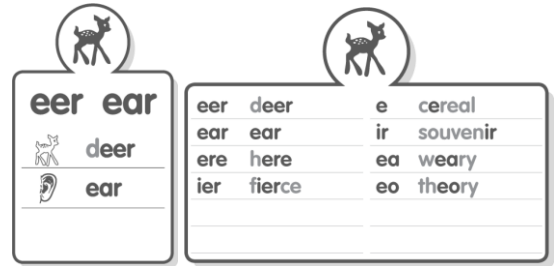 eer ear
deer
ear
eer deer
ear ear
ere here
ier fierce
e cereal
ir souvenir
ea weary
eo theory